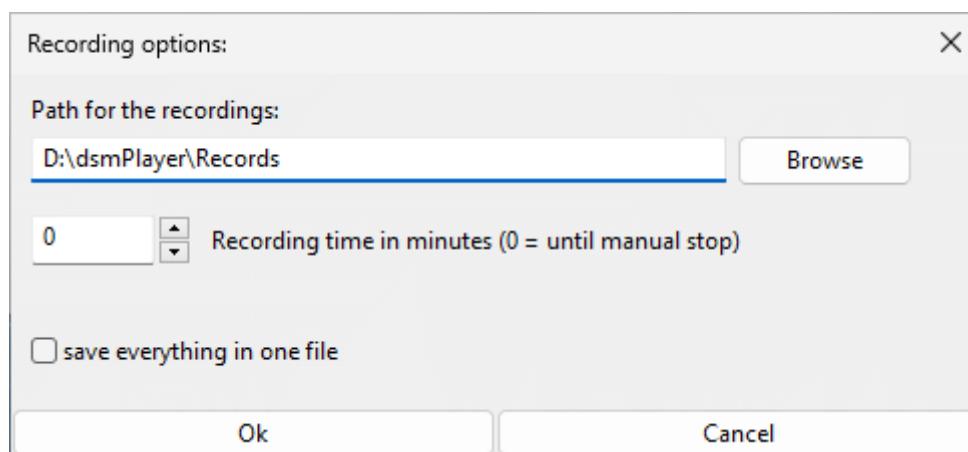 Recording options:
Path for the recordings:
D:\dsmPlayer\Records
Browse
0
Recording time in minutes (0 = until manual stop)
save everything in one file
Ok
Cancel